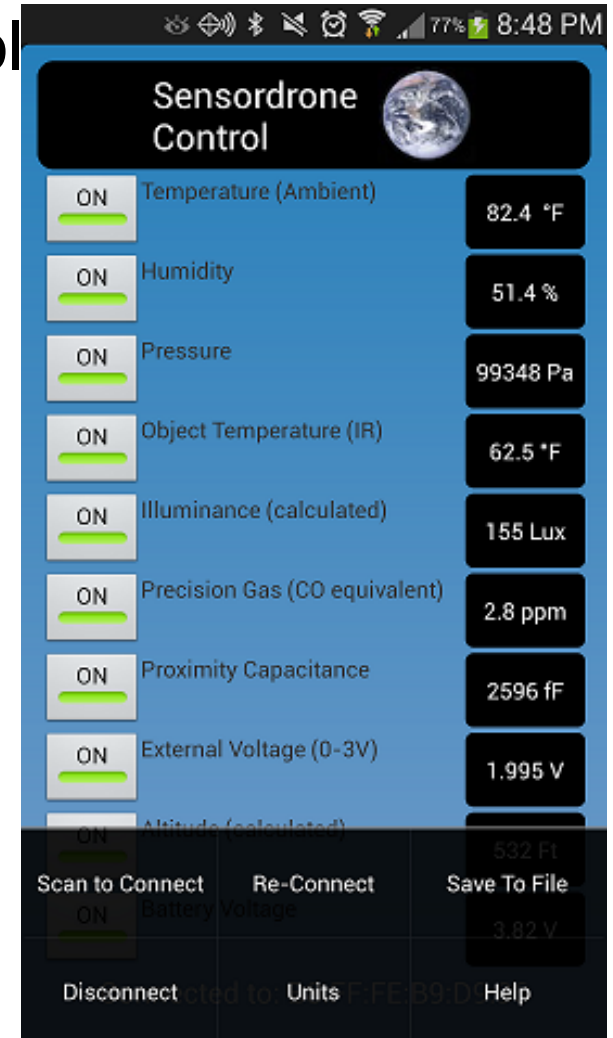 ol
77% 8:48 PM
Sensordrone
Control
ON Temperature (Ambient) 82.4 °F
ON Humidity 51.4 %
ON Pressure 99348 Pa
ON Object Temperature (IR) 62.5 °F
ON Illuminance (calculated) 155 Lux
ON Precision Gas (CO equivalent) 2.8 ppm
ON Proximity Capacitance 2596 fF
ON External Voltage (0-3V) 1.995 V
ON Altitude (calculated) 532 Ft
Scan to Connect Re-Connect Save To File
ON Battery Voltage 3.82 V
Disconnect Units Help